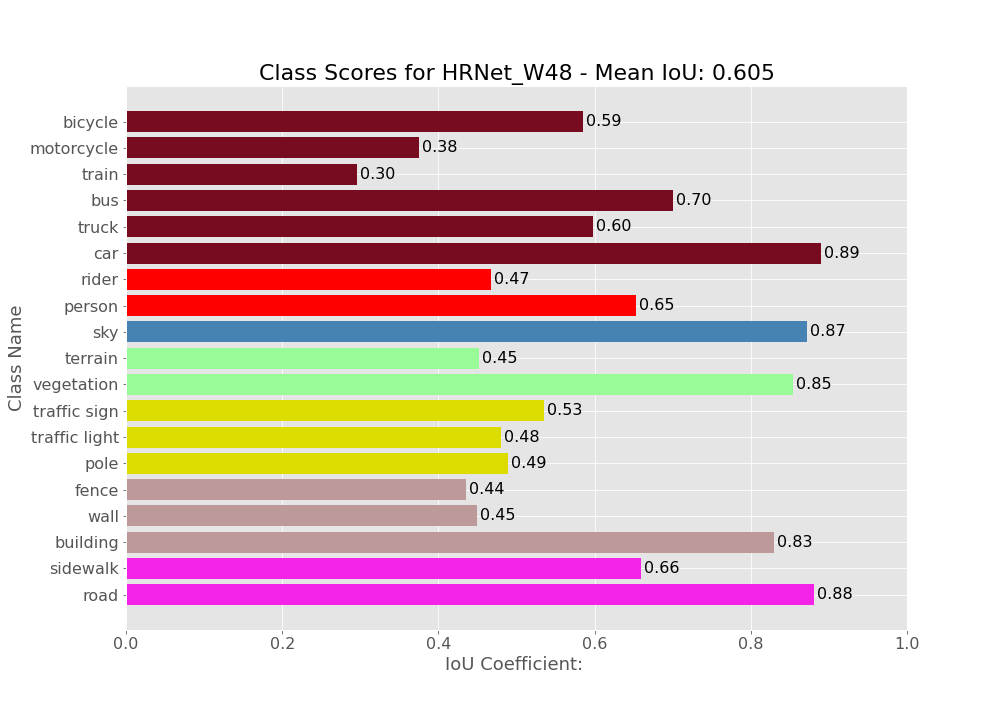 Class Scores for HRNet_W48 - Mean IoU: 0.605
Class Name
bicycle 0.59
motorcycle 0.38
train 0.30
bus 0.70
truck 0.60
car 0.89
rider 0.47
person 0.65
sky 0.87
terrain 0.45
vegetation 0.85
traffic sign 0.53
traffic light 0.48
pole 0.49
fence 0.44
wall 0.45
building 0.83
sidewalk 0.66
road 0.88
0.0 0.2 0.4 0.6 0.8 1.0
IoU Coefficient: